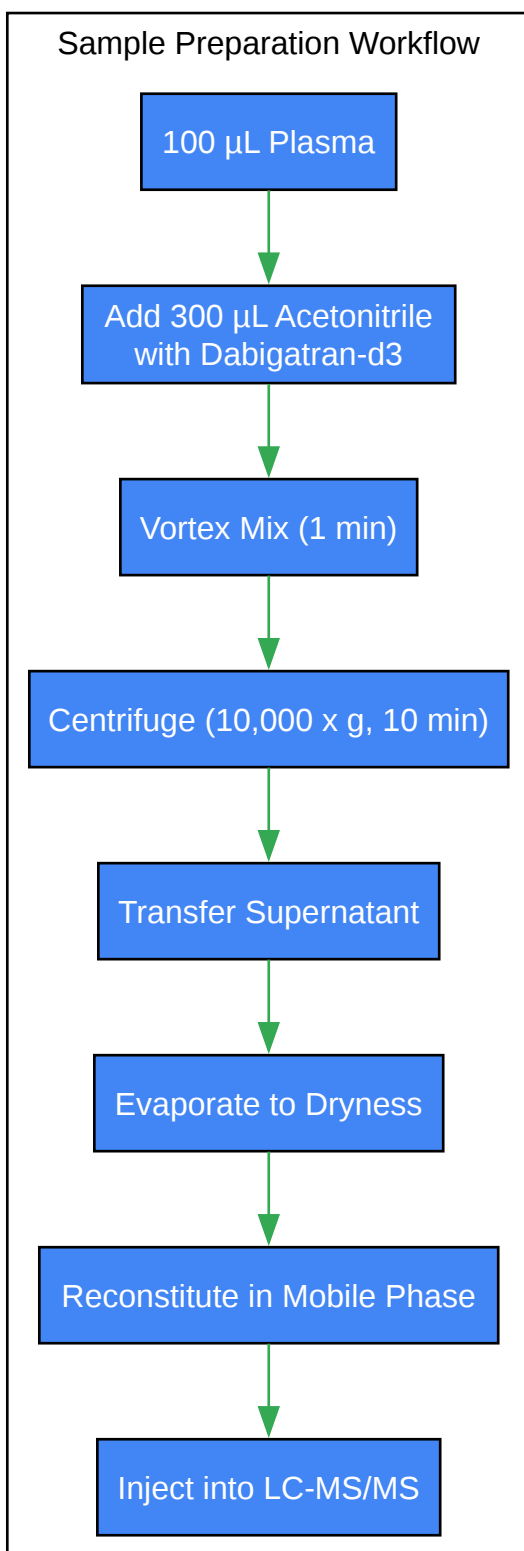 Sample Preparation Workflow
100 µL Plasma
Add 300 µL Acetonitrile
with Dabigatran-d3
Vortex Mix (1 min)
Centrifuge (10,000 x g, 10 min)
Transfer Supernatant
Evaporate to Dryness
Reconstitute in Mobile Phase
Inject into LC-MS/MS